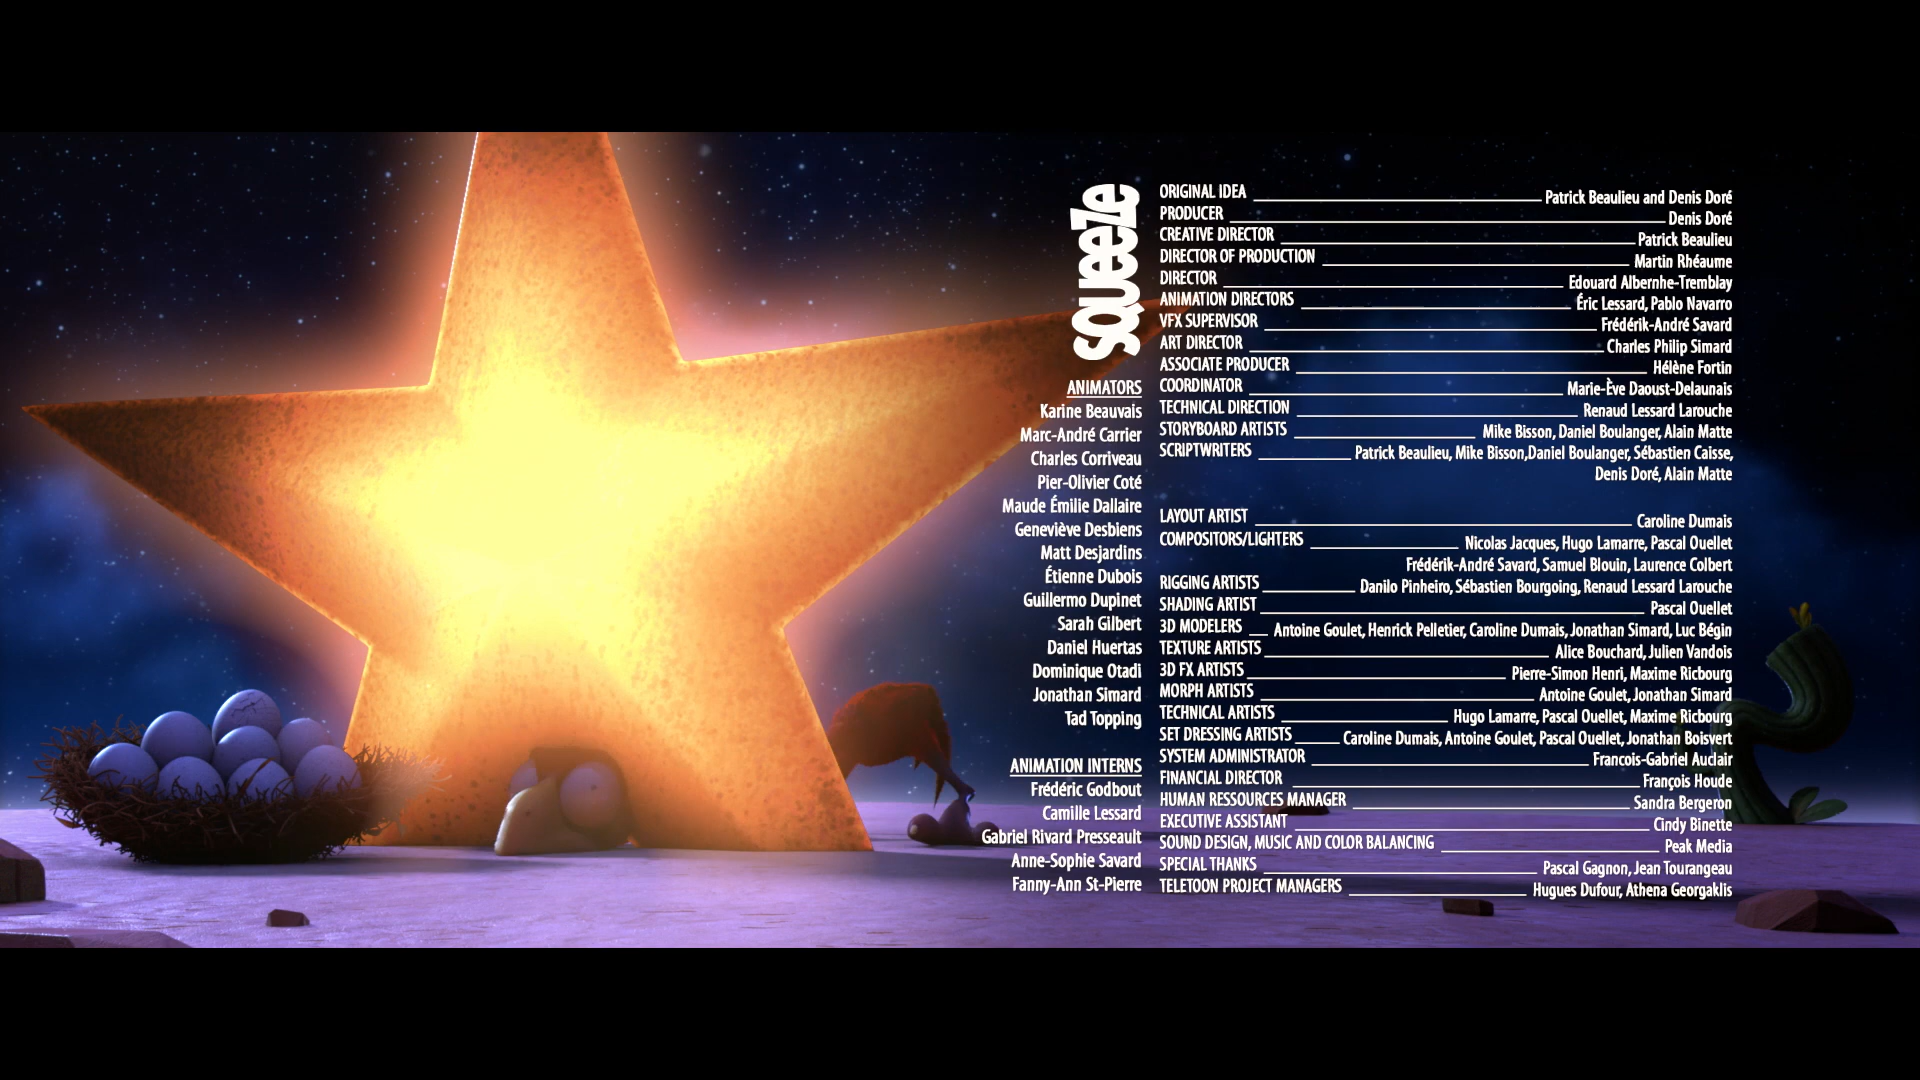 squeeze
ANIMATORS
Karine Beauvais
Marc-André Carrier
Charles Corriveau
Pier-Olivier Coté
Maude Émilie Dallaire
Geneviève Desbiens
Matt Desjardins
Étienne Dubois
Guillermo Dupinet
Sarah Gilbert
Daniel Huertas
Dominique Otadi
Jonathan Simard
Tad Topping
ANIMATION INTERNS
Frédéric Godbout
Camille Lessard
Gabriel Rivard Presseault
Anne-Sophie Savard
Fanny-Ann St-Pierre
ORIGINAL IDEA Patrick Beaulieu and Denis Doré
PRODUCER Denis Doré
CREATIVE DIRECTOR Patrick Beaulieu
DIRECTOR OF PRODUCTION Martin Rhéaume
DIRECTOR Edouard Albernhe-Tremblay
ANIMATION DIRECTORS Éric Lessard, Pablo Navarro
VFX SUPERVISOR Frédérik-André Savard
ART DIRECTOR Charles Philip Simard
ASSOCIATE PRODUCER Hélène Fortin
COORDINATOR Marie-Ève Daoust-Delaunais
TECHNICAL DIRECTION Renaud Lessard Larouche
STORYBOARD ARTISTS Mike Bisson, Daniel Boulanger, Alain Matte
SCRIPTWRITERS Patrick Beaulieu, Mike Bisson,Daniel Boulanger, Sébastien Caisse,
Denis Doré, Alain Matte
LAYOUT ARTIST Caroline Dumais
COMPOSITORS/LIGHTERS Nicolas Jacques, Hugo Lamarre, Pascal Ouellet
Frédérik-André Savard, Samuel Blouin, Laurence Colbert
RIGGING ARTISTS Danilo Pinheiro, Sébastien Bourgoing, Renaud Lessard Larouche
SHADING ARTIST Pascal Ouellet
3D MODELERS Antoine Goulet, Henrick Pelletier, Caroline Dumais, Jonathan Simard, Luc Bégin
TEXTURE ARTISTS Alice Bouchard, Julien Vandois
3D FX ARTISTS Pierre-Simon Henri, Maxime Ricbourg
MORPH ARTISTS Antoine Goulet, Jonathan Simard
TECHNICAL ARTISTS Hugo Lamarre, Pascal Ouellet, Maxime Ricbourg
SET DRESSING ARTISTS Caroline Dumais, Antoine Goulet, Pascal Ouellet, Jonathan Boisvert
SYSTEM ADMINISTRATOR Francois-Gabriel Auclair
FINANCIAL DIRECTOR François Houde
HUMAN RESSOURCES MANAGER Sandra Bergeron
EXECUTIVE ASSISTANT Cindy Binette
SOUND DESIGN, MUSIC AND COLOR BALANCING Peak Media
SPECIAL THANKS Pascal Gagnon, Jean Tourangeau
TELETOON PROJECT MANAGERS Hugues Dufour, Athena Georgaklis